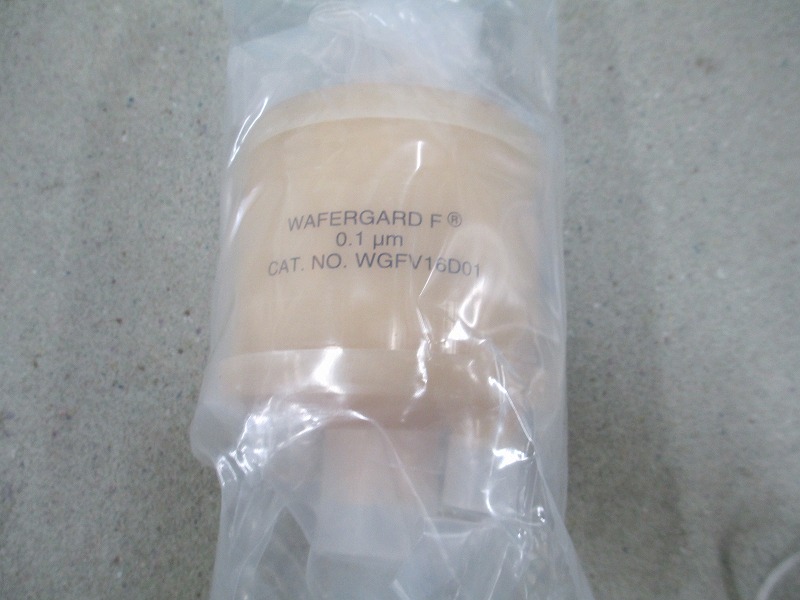 WAFERGARD F®
0.1 µm
CAT. NO. WGFV16D01